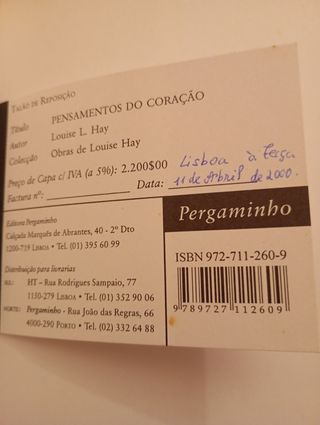 Talão de Reposição
Título PENSAMENTOS DO CORAÇÃO
Autor Louise L. Hay
Colecção Obras de Louise Hay
Preço de Capa c/ IVA (a 5%): 2.200$00
Lisboa à Terça
Factura nº: Data: 11 de Abril de 2000.
Editora Pergaminho
Calçada Marquês de Abrantes, 40 - 2º Dto
1200-719 Lisboa • Tel. (01) 395 60 99
Distribuição para livrarias
SUL: HT – Rua Rodrigues Sampaio, 77
1150-279 Lisboa • Tel. (01) 352 90 06
NORTE: Pergaminho - Rua João das Regras, 66
4000-290 Porto • Tel. (02) 332 64 88
Pergaminho
ISBN 972-711-260-9
9 789727 112609